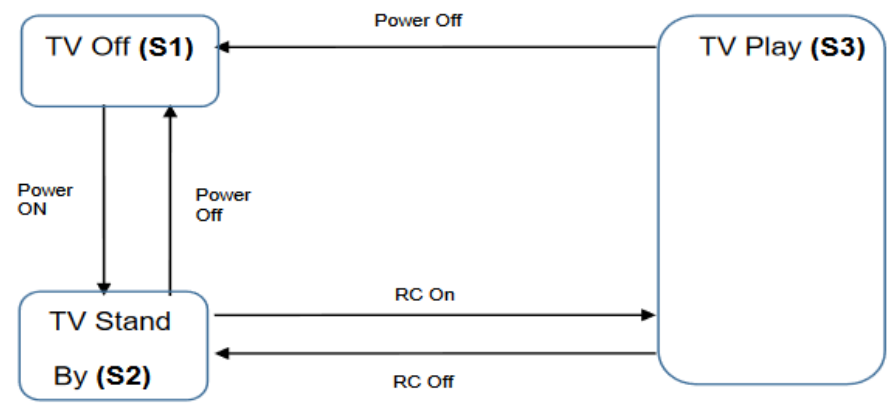 Power Off
TV Off (S1)
TV Play (S3)
Power
ON
Power
Off
RC On
TV Stand
By (S2)
RC Off